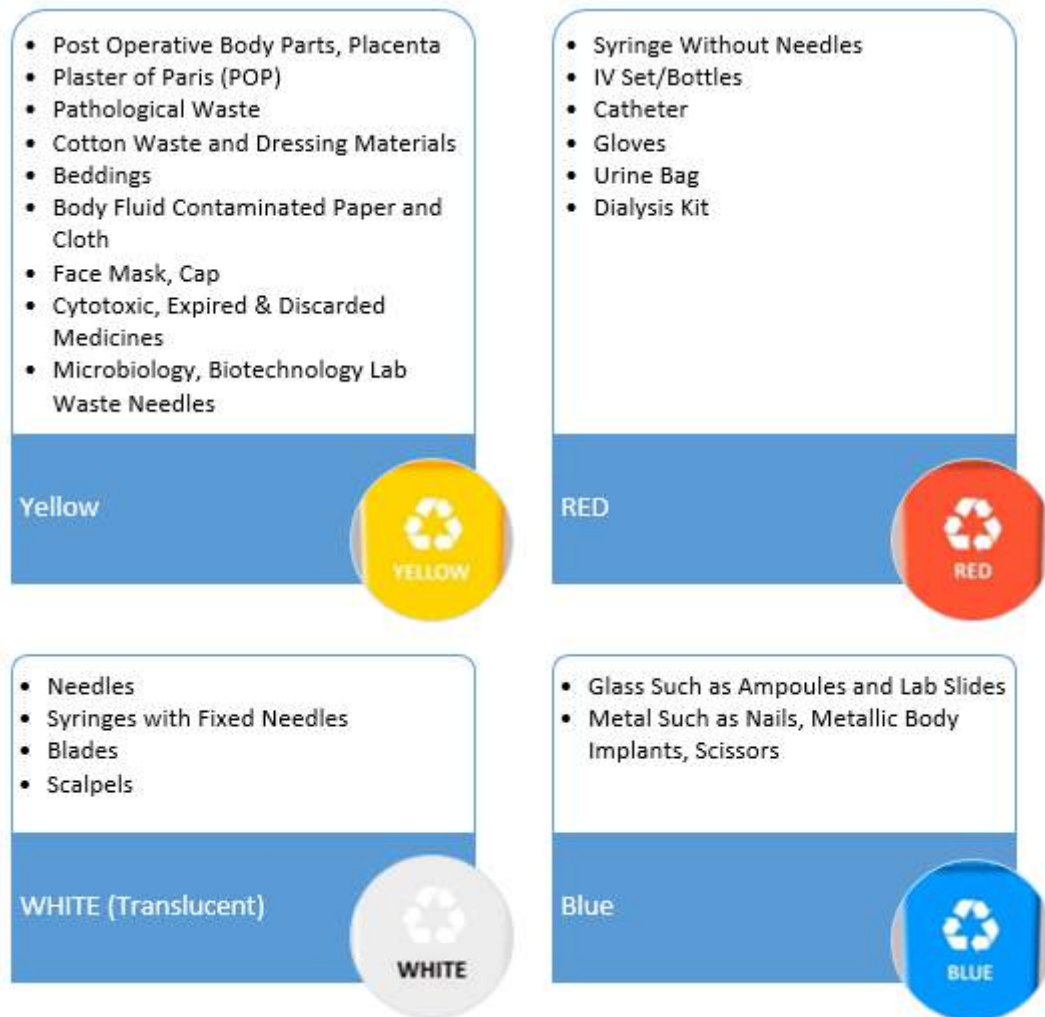 • Post Operative Body Parts, Placenta
• Plaster of Paris (POP)
• Pathological Waste
• Cotton Waste and Dressing Materials
• Beddings
• Body Fluid Contaminated Paper and
Cloth
• Face Mask, Cap
• Cytotoxic, Expired & Discarded
Medicines
• Microbiology, Biotechnology Lab
Waste Needles
Yellow
YELLOW
• Syringe Without Needles
• IV Set/Bottles
• Catheter
• Gloves
• Urine Bag
• Dialysis Kit
RED
RED
• Needles
• Syringes with Fixed Needles
• Blades
• Scalpels
WHITE (Translucent)
WHITE
• Glass Such as Ampoules and Lab Slides
• Metal Such as Nails, Metallic Body
Implants, Scissors
Blue
BLUE